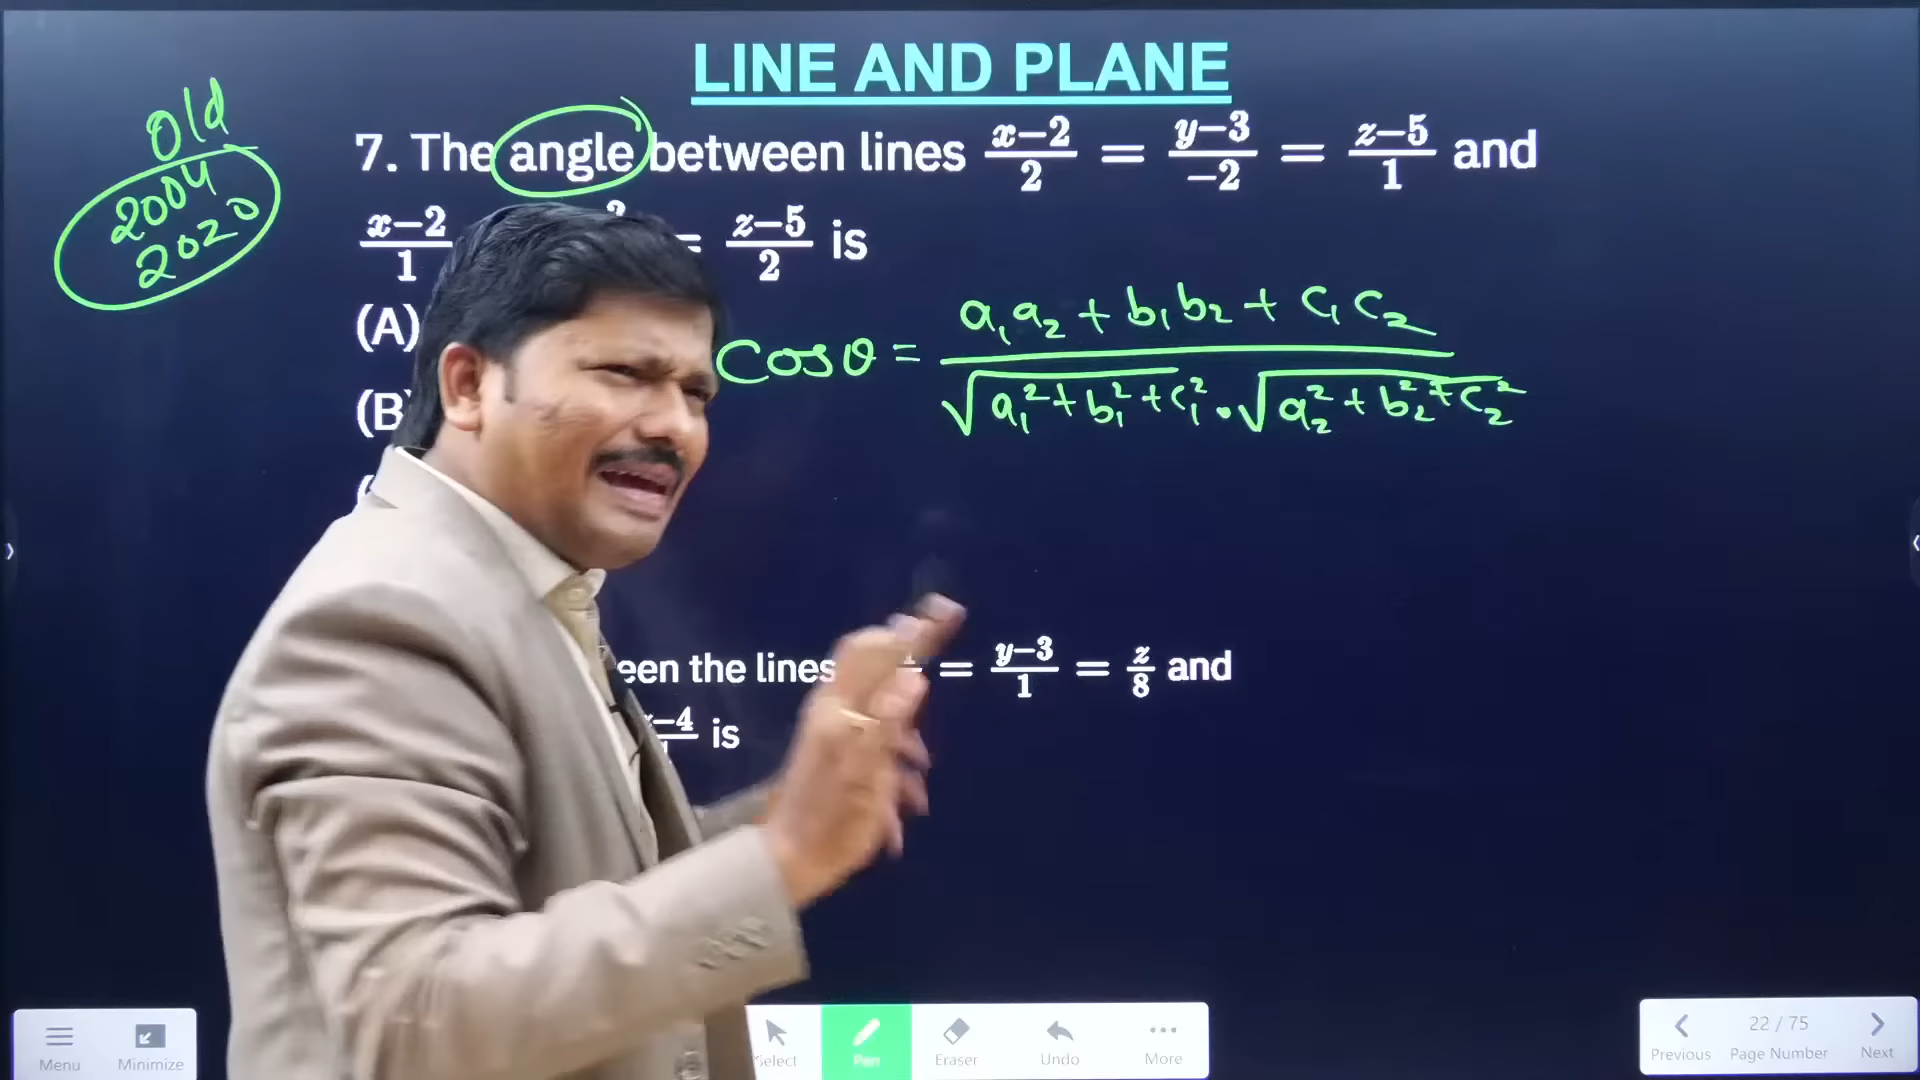 LINE AND PLANE
Old
2004
2020
7. The angle between lines (x−2)/2 = (y−3)/−2 = (z−5)/1 and
(x−2)/1 = (z−5)/2 is
(A)
(B)
Cosθ = (a₁a₂ + b₁b₂ + c₁c₂)/(√a₁²+b₁²+c₁² · √a₂²+b₂²+c₂²)
the lines = (y−3)/1 = z/8 and
is
Menu
Minimize
Pen
Eraser
Undo
More
Previous
22 / 75
Page Number
Next